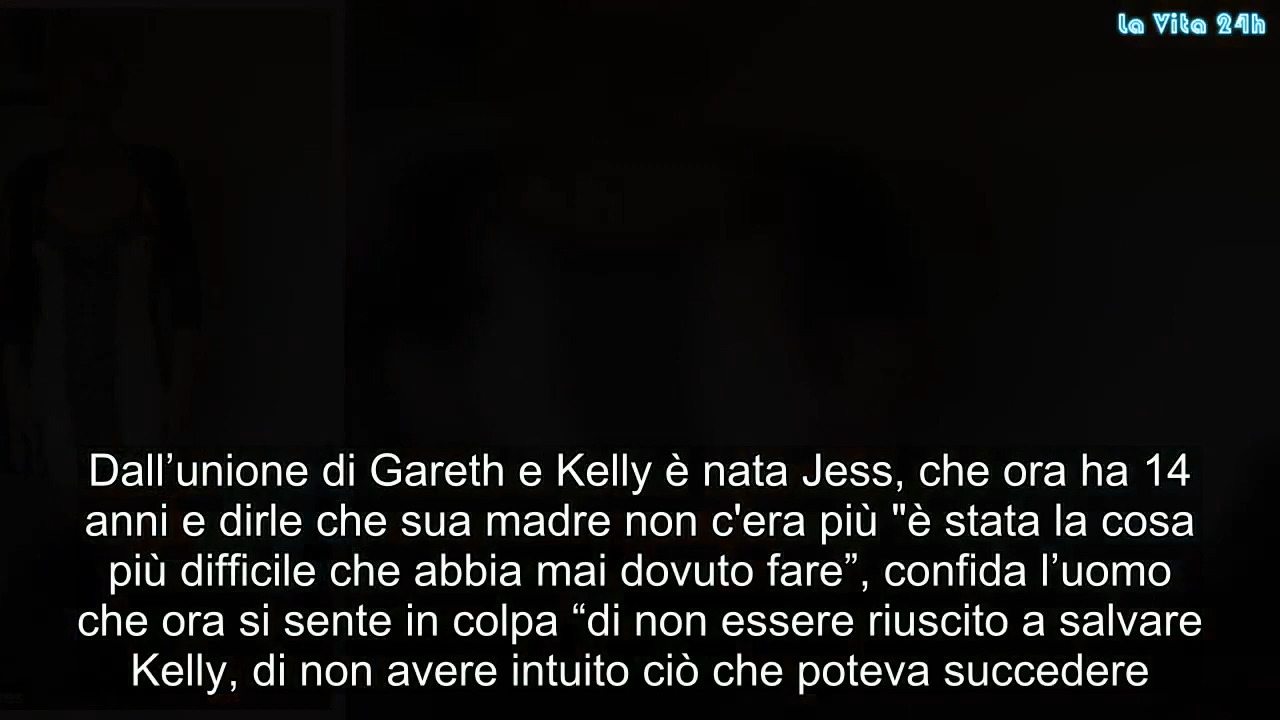 La Vita 24h
Dall’unione di Gareth e Kelly è nata Jess, che ora ha 14
anni e dirle che sua madre non c'era più "è stata la cosa
più difficile che abbia mai dovuto fare”, confida l’uomo
che ora si sente in colpa “di non essere riuscito a salvare
Kelly, di non avere intuito ciò che poteva succedere